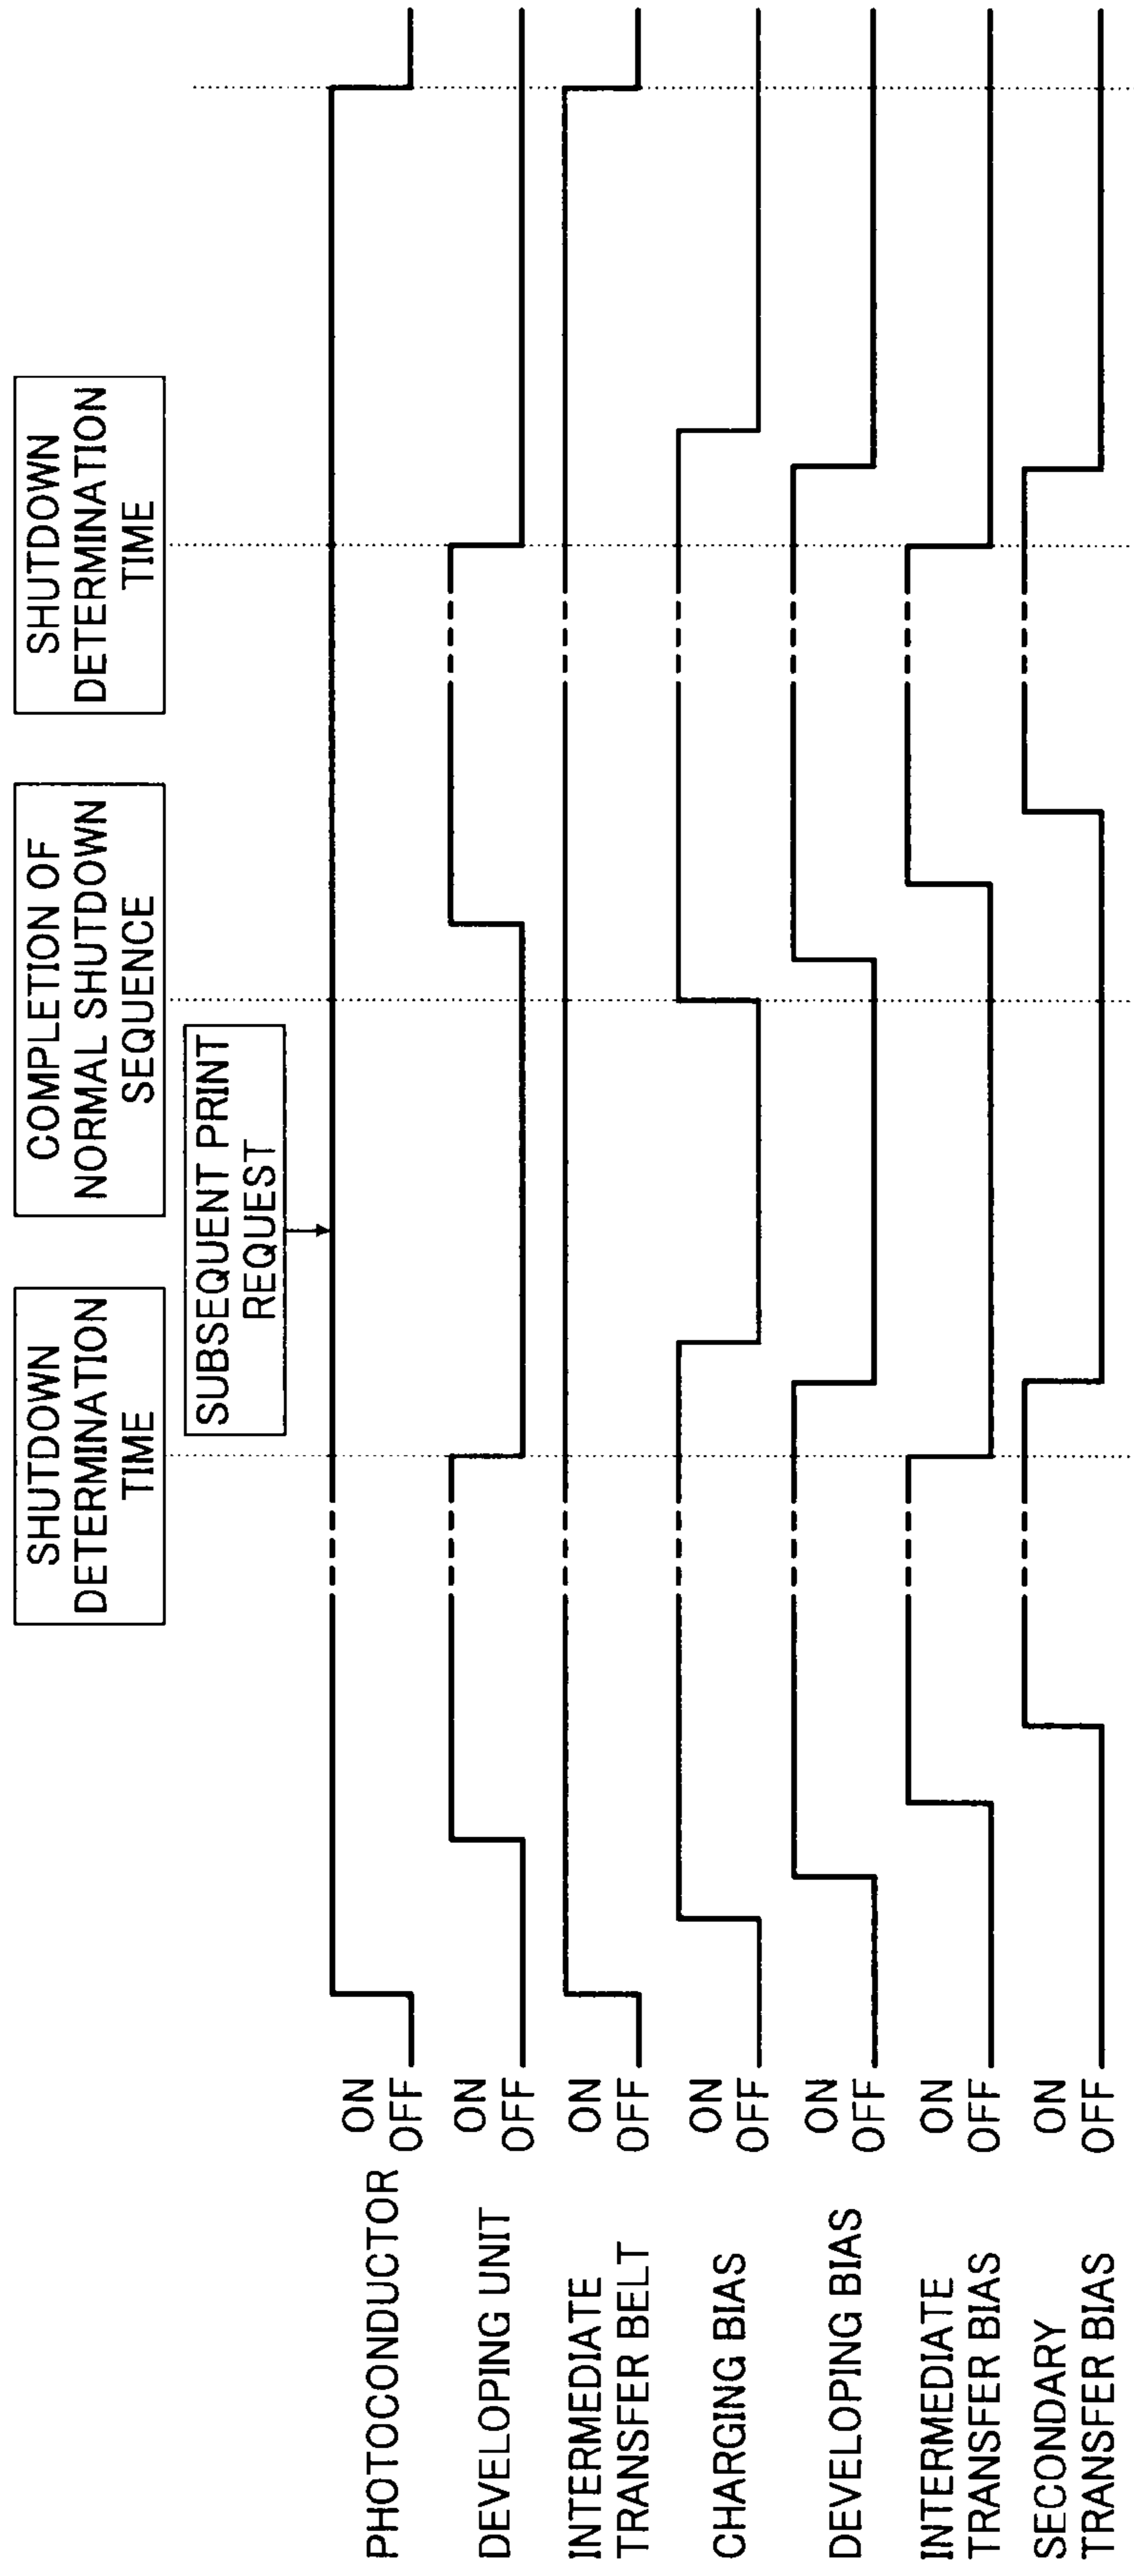 SHUTDOWN
DETERMINATION
TIME
COMPLETION OF
NORMAL SHUTDOWN
SEQUENCE
SHUTDOWN
DETERMINATION
TIME
SUBSEQUENT PRINT
REQUEST
PHOTOCONDUCTOR
ON
OFF
DEVELOPING UNIT
ON
OFF
INTERMEDIATE
TRANSFER BELT
ON
OFF
CHARGING BIAS
ON
OFF
DEVELOPING BIAS
ON
OFF
INTERMEDIATE
TRANSFER BIAS
ON
OFF
SECONDARY
TRANSFER BIAS
ON
OFF